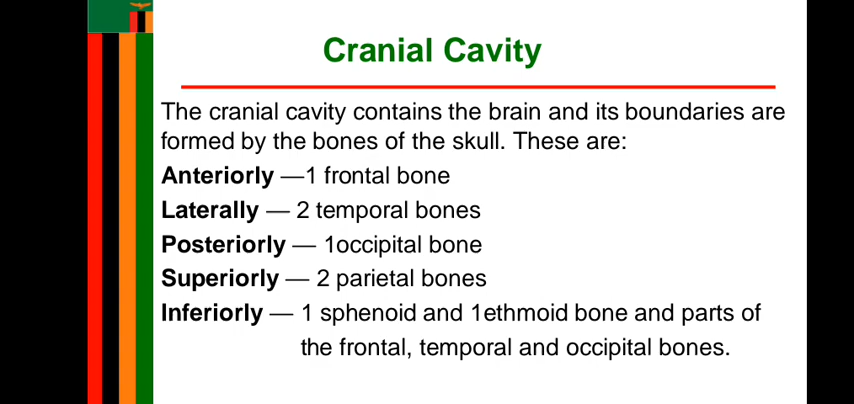 Cranial Cavity
The cranial cavity contains the brain and its boundaries are
formed by the bones of the skull. These are:
Anteriorly —1 frontal bone
Laterally — 2 temporal bones
Posteriorly — 1occipital bone
Superiorly — 2 parietal bones
Inferiorly — 1 sphenoid and 1ethmoid bone and parts of
the frontal, temporal and occipital bones.